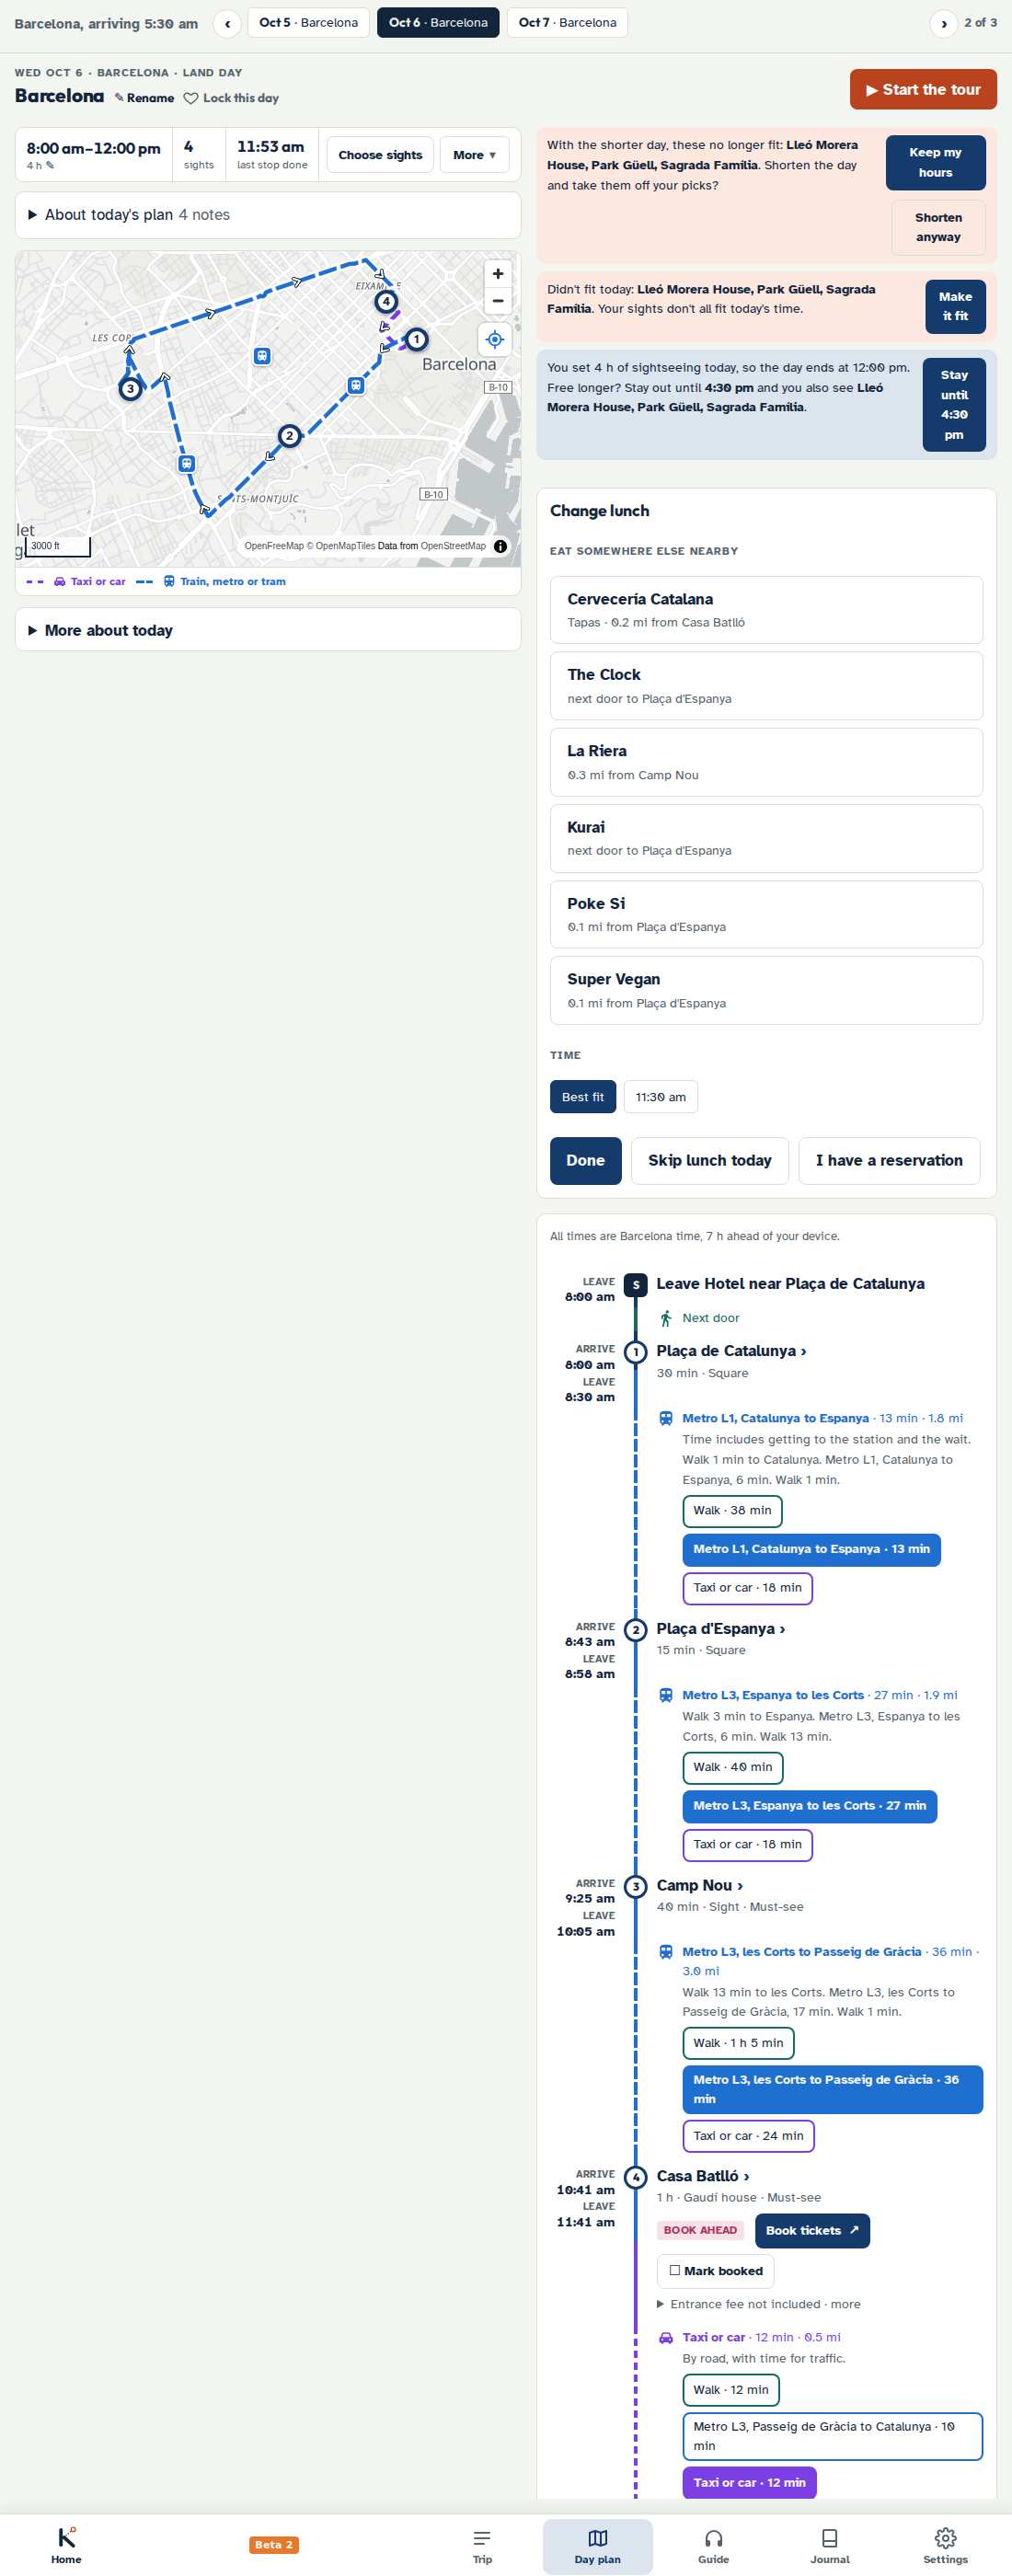 Barcelona, arriving 5:30 am
‹
Oct 5 · Barcelona
Oct 6 · Barcelona
Oct 7 · Barcelona
›
2 of 3
WED OCT 6 · BARCELONA · LAND DAY
Barcelona ✎ Rename ♡ Lock this day
▶ Start the tour
8:00 am–12:00 pm
4 h ✎
4
sights
11:53 am
last stop done
Choose sights
More ▾
▶ About today's plan 4 notes
EIXAMPLE
LES CORTS
Barcelona
B-10
B-10
SANTS-MONTJUÏC
4
1
3
2
+
−
let
3000 ft
OpenFreeMap © OpenMapTiles Data from OpenStreetMap
Taxi or car
Train, metro or tram
▶ More about today
With the shorter day, these no longer fit: Lleó Morera
House, Park Güell, Sagrada Família. Shorten the day
and take them off your picks?
Keep my
hours
Shorten
anyway
Didn't fit today: Lleó Morera House, Park Güell, Sagrada
Família. Your sights don't all fit today's time.
Make
it fit
You set 4 h of sightseeing today, so the day ends at 12:00 pm.
Free longer? Stay out until 4:30 pm and you also see Lleó
Morera House, Park Güell, Sagrada Família.
Stay
until
4:30
pm
Change lunch
EAT SOMEWHERE ELSE NEARBY
Cervecería Catalana
Tapas · 0.2 mi from Casa Batlló
The Clock
next door to Plaça d'Espanya
La Riera
0.3 mi from Camp Nou
Kurai
next door to Plaça d'Espanya
Poke Si
0.1 mi from Plaça d'Espanya
Super Vegan
0.1 mi from Plaça d'Espanya
TIME
Best fit
11:30 am
Done
Skip lunch today
I have a reservation
All times are Barcelona time, 7 h ahead of your device.
LEAVE
8:00 am
S
Leave Hotel near Plaça de Catalunya
Next door
ARRIVE
8:00 am
LEAVE
8:30 am
1
Plaça de Catalunya ›
30 min · Square
Metro L1, Catalunya to Espanya · 13 min · 1.8 mi
Time includes getting to the station and the wait.
Walk 1 min to Catalunya. Metro L1, Catalunya to
Espanya, 6 min. Walk 1 min.
Walk · 38 min
Metro L1, Catalunya to Espanya · 13 min
Taxi or car · 18 min
ARRIVE
8:43 am
LEAVE
8:58 am
2
Plaça d'Espanya ›
15 min · Square
Metro L3, Espanya to les Corts · 27 min · 1.9 mi
Walk 3 min to Espanya. Metro L3, Espanya to les
Corts, 6 min. Walk 13 min.
Walk · 40 min
Metro L3, Espanya to les Corts · 27 min
Taxi or car · 18 min
ARRIVE
9:25 am
LEAVE
10:05 am
3
Camp Nou ›
40 min · Sight · Must-see
Metro L3, les Corts to Passeig de Gràcia · 36 min ·
3.0 mi
Walk 13 min to les Corts. Metro L3, les Corts to
Passeig de Gràcia, 17 min. Walk 1 min.
Walk · 1 h 5 min
Metro L3, les Corts to Passeig de Gràcia · 36
min
Taxi or car · 24 min
ARRIVE
10:41 am
LEAVE
11:41 am
4
Casa Batlló ›
1 h · Gaudí house · Must-see
BOOK AHEAD
Book tickets ↗
☐ Mark booked
▶ Entrance fee not included · more
Taxi or car · 12 min · 0.5 mi
By road, with time for traffic.
Walk · 12 min
Metro L3, Passeig de Gràcia to Catalunya · 10
min
Taxi or car · 12 min
Home
Beta 2
Trip
Day plan
Guide
Journal
Settings